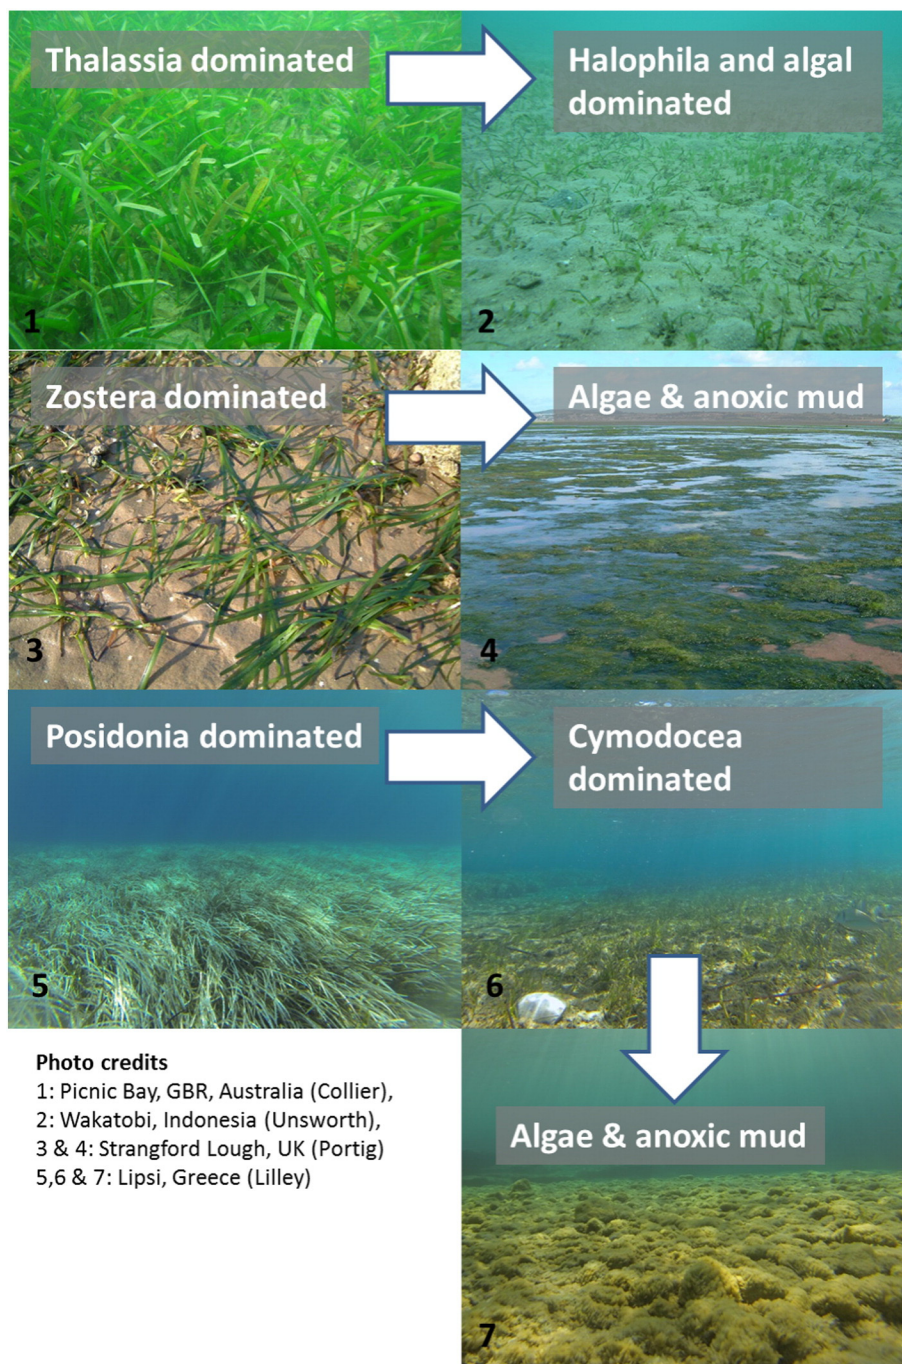 Thalassia dominated
Halophila and algal
dominated
1
2
Zostera dominated
Algae & anoxic mud
3
4
Posidonia dominated
Cymodocea
dominated
5
6
Photo credits
1: Picnic Bay, GBR, Australia (Collier),
2: Wakatobi, Indonesia (Unsworth),
3 & 4: Strangford Lough, UK (Portig)
5,6 & 7: Lipsi, Greece (Lilley)
Algae & anoxic mud
7